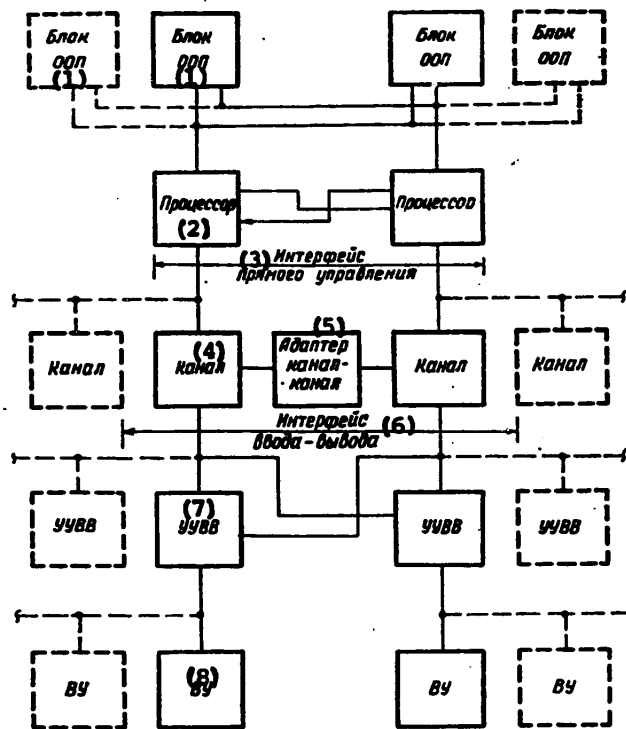 Блок
ооп
(1)
Блок
ооп
(1)
Блок
ооп
Блок
ооп
Процессор
(2)
Процессор
(3) Интерфейс
прямого управления
Канал
(4)
Канал
(5)
Адаптер
канал-
канал
Канал
Канал
Интерфейс (6)
ввода-вывода
УУВВ
(7)
УУВВ
УУВВ
УУВВ
ВУ
(8)
ВУ
ВУ
ВУ